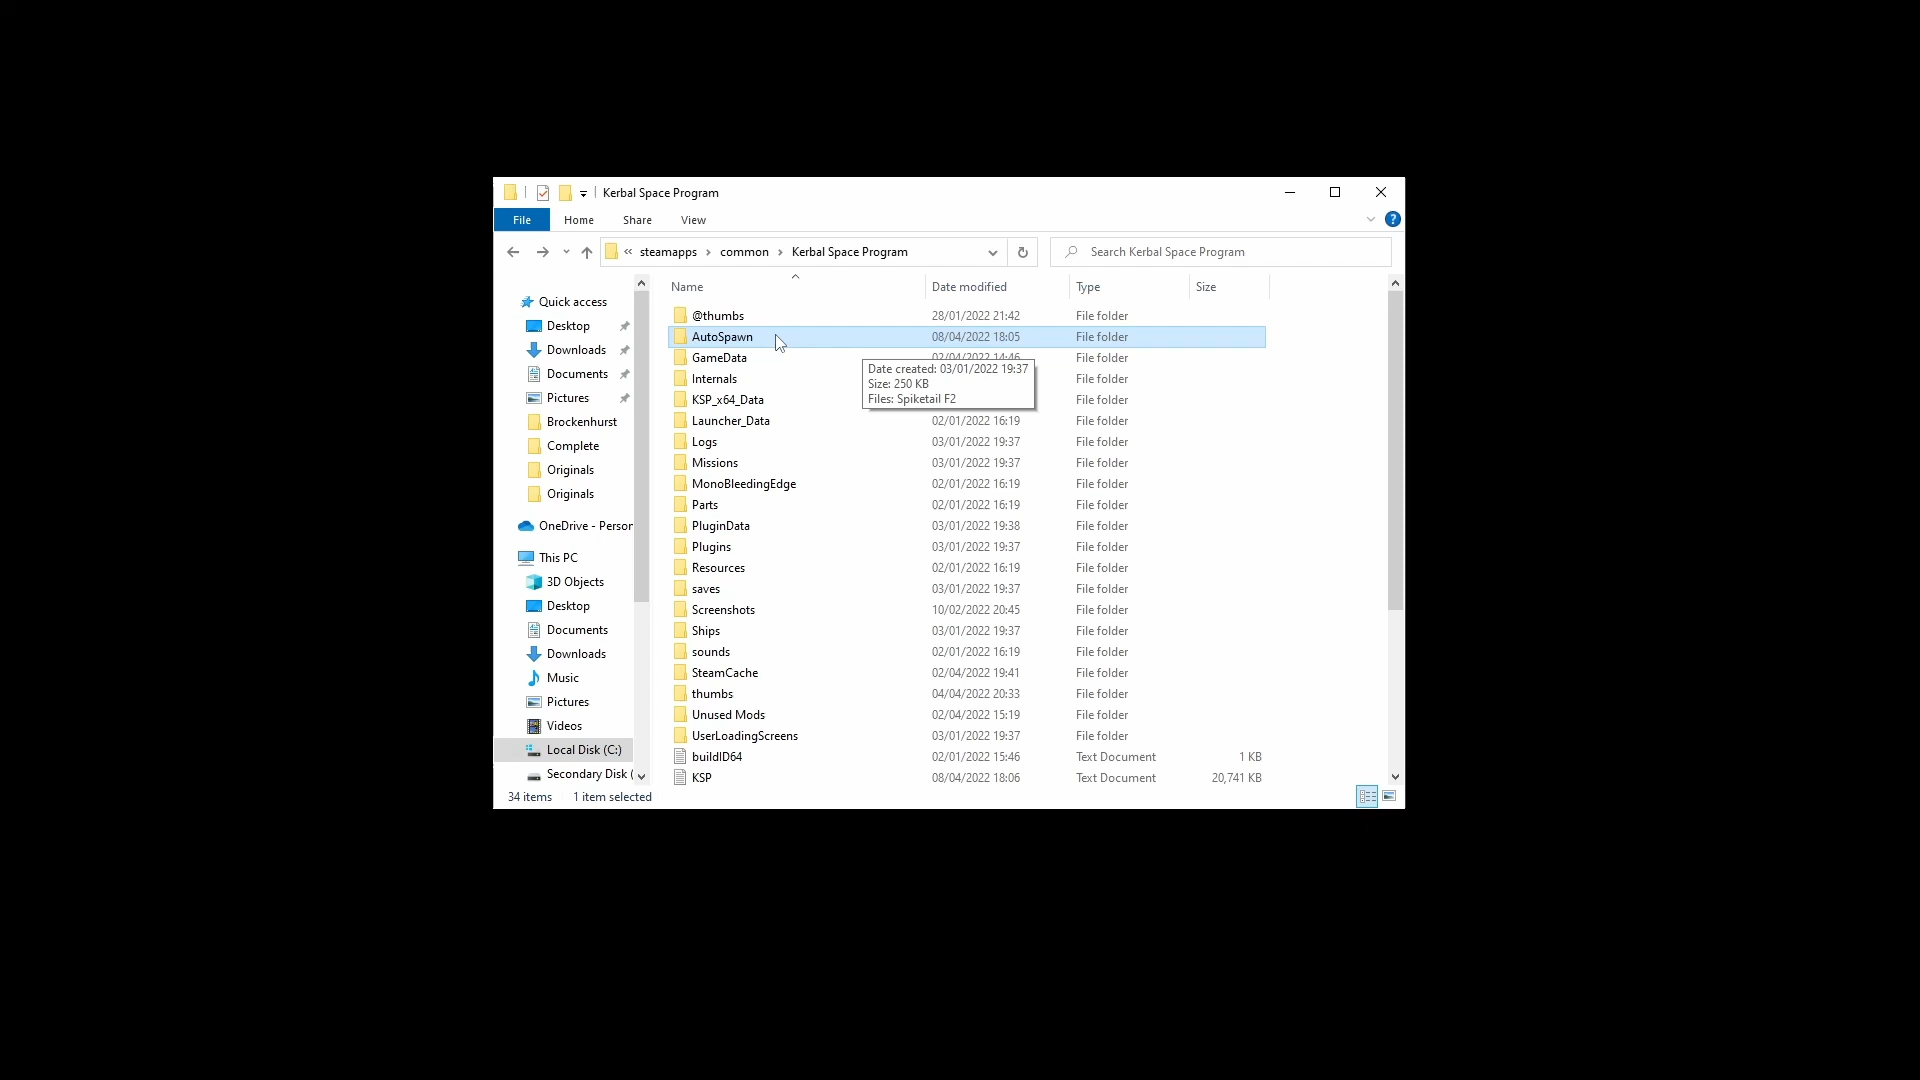 Kerbal Space Program
File Home Share View
« steamapps › common › Kerbal Space Program
Search Kerbal Space Program
Name Date modified Type Size
Quick access
Desktop
Downloads
Documents
Pictures
Brockenhurst
Complete
Originals
Originals
OneDrive - Person
This PC
3D Objects
Desktop
Documents
Downloads
Music
Pictures
Videos
Local Disk (C:)
Secondary Disk (
@thumbs 28/01/2022 21:42 File folder
AutoSpawn 08/04/2022 18:05 File folder
GameData 02/04/2022 14:46 File folder
Internals File folder
KSP_x64_Data File folder
Launcher_Data 02/01/2022 16:19 File folder
Logs 03/01/2022 19:37 File folder
Missions 03/01/2022 19:37 File folder
MonoBleedingEdge 02/01/2022 16:19 File folder
Parts 02/01/2022 16:19 File folder
PluginData 03/01/2022 19:38 File folder
Plugins 03/01/2022 19:37 File folder
Resources 02/01/2022 16:19 File folder
saves 03/01/2022 19:37 File folder
Screenshots 10/02/2022 20:45 File folder
Ships 03/01/2022 19:37 File folder
sounds 02/01/2022 16:19 File folder
SteamCache 02/04/2022 19:41 File folder
thumbs 04/04/2022 20:33 File folder
Unused Mods 02/04/2022 15:19 File folder
UserLoadingScreens 03/01/2022 19:37 File folder
buildID64 02/01/2022 15:46 Text Document 1 KB
KSP 08/04/2022 18:06 Text Document 20,741 KB
Date created: 03/01/2022 19:37
Size: 250 KB
Files: Spiketail F2
34 items 1 item selected